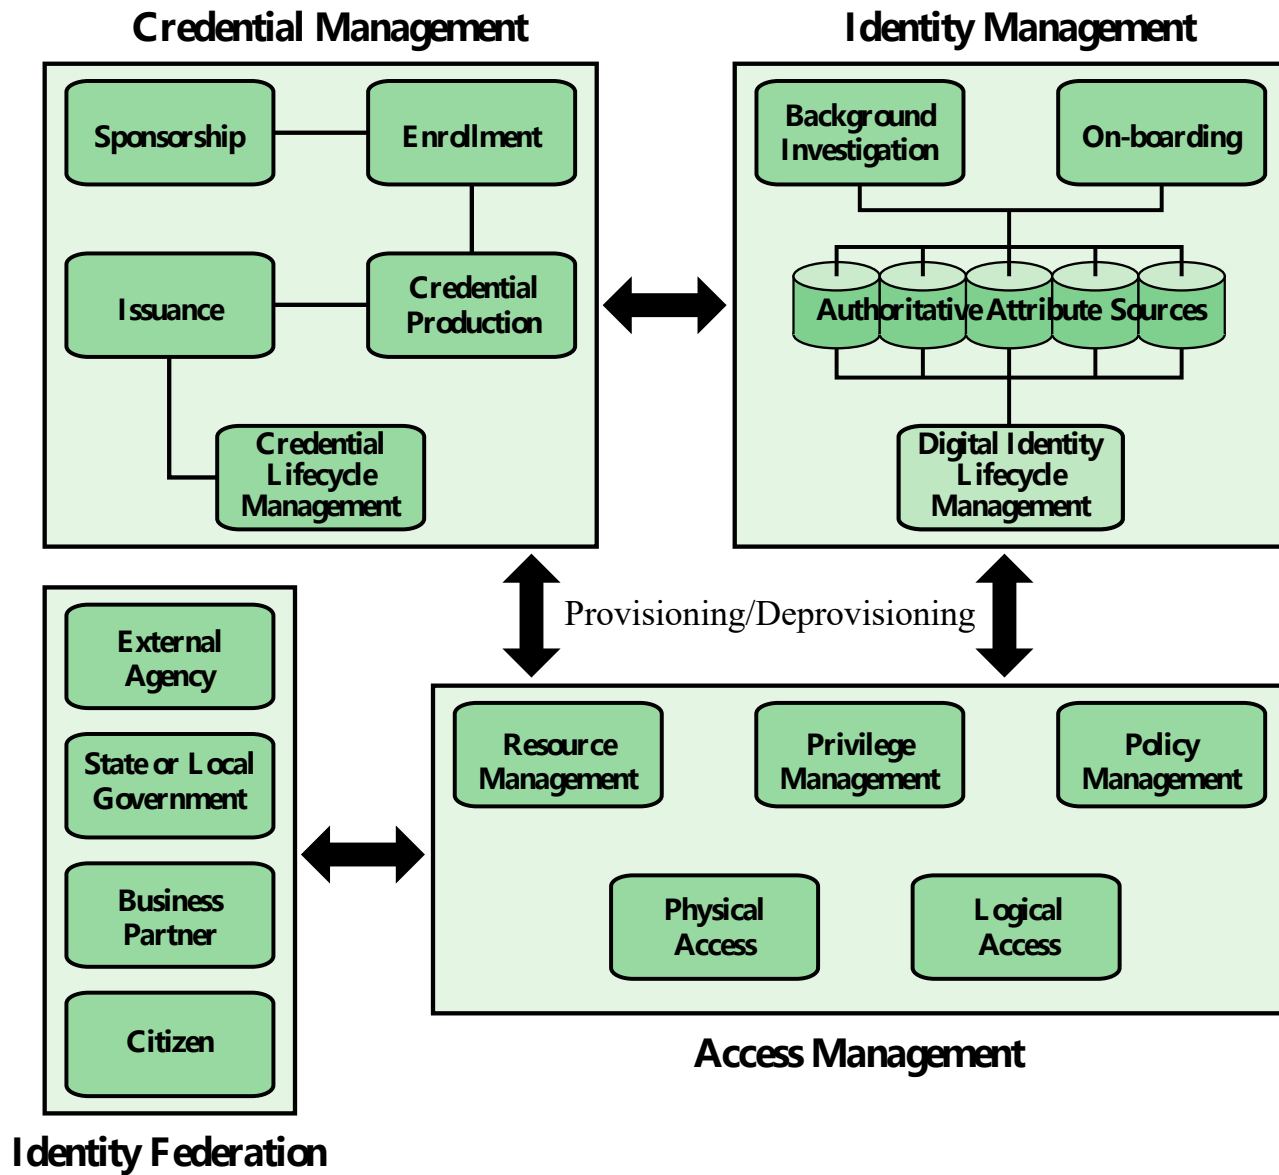 Credential Management
Sponsorship
Enrollment
Issuance
Credential
Production
Credential
Lifecycle
Management
Identity Management
Background
Investigation
On-boarding
Authoritative Attribute Sources
Digital Identity
Lifecycle
Management
Provisioning/Deprovisioning
External
Agency
State or Local
Government
Business
Partner
Citizen
Identity Federation
Resource
Management
Privilege
Management
Policy
Management
Physical
Access
Logical
Access
Access Management